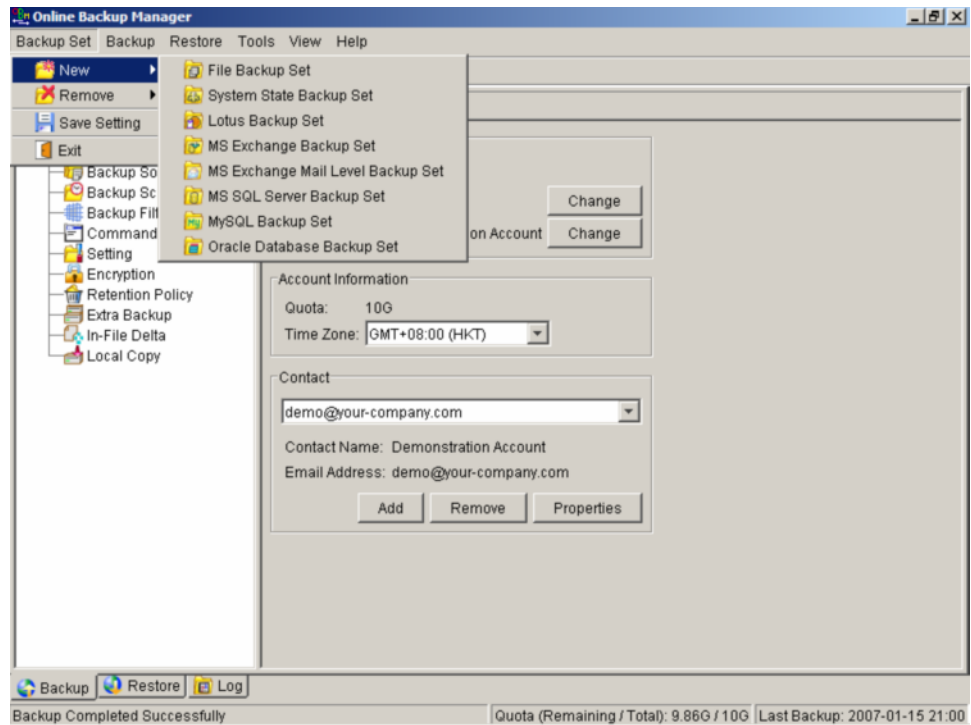 Online Backup Manager
Backup Set Backup Restore Tools View Help
New
Remove
Save Setting
Exit
File Backup Set
System State Backup Set
Lotus Backup Set
MS Exchange Backup Set
MS Exchange Mail Level Backup Set
MS SQL Server Backup Set
MySQL Backup Set
Oracle Database Backup Set
Backup So
Backup Sc
Backup Filt
Command
Setting
Encryption
Retention Policy
Extra Backup
In-File Delta
Local Copy
Change
on Account Change
Account Information
Quota: 10G
Time Zone: GMT+08:00 (HKT)
Contact
demo@your-company.com
Contact Name: Demonstration Account
Email Address: demo@your-company.com
Add Remove Properties
Backup Restore Log
Backup Completed Successfully Quota (Remaining / Total): 9.86G / 10G Last Backup: 2007-01-15 21:00